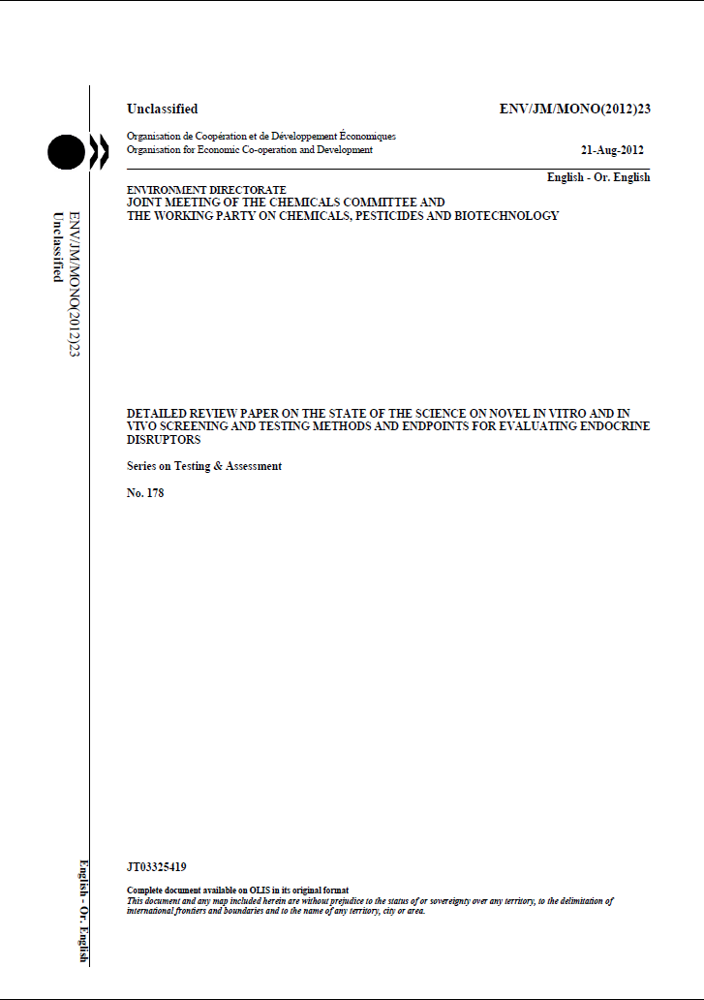 Unclassified ENV/JM/MONO(2012)23
Organisation de Coopération et de Développement Économiques
Organisation for Economic Co-operation and Development 21-Aug-2012
English - Or. English
ENVIRONMENT DIRECTORATE
JOINT MEETING OF THE CHEMICALS COMMITTEE AND
THE WORKING PARTY ON CHEMICALS, PESTICIDES AND BIOTECHNOLOGY
ENV/JM/MONO(2012)23
Unclassified
DETAILED REVIEW PAPER ON THE STATE OF THE SCIENCE ON NOVEL IN VITRO AND IN
VIVO SCREENING AND TESTING METHODS AND ENDPOINTS FOR EVALUATING ENDOCRINE
DISRUPTORS
Series on Testing & Assessment
No. 178
JT03325419
Complete document available on OLIS in its original format
This document and any map included herein are without prejudice to the status of or sovereignty over any territory, to the delimitation of
international frontiers and boundaries and to the name of any territory, city or area.
English - Or. English